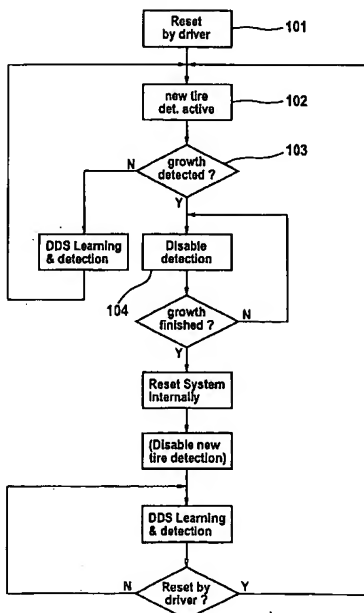 Reset
by driver
101
new tire
det. active
102
growth
detected ?
103
N
Y
DDS Learning
& detection
Disable
detection
104
growth
finished ?
N
Y
Reset System
Internally
(Disable new
tire detection)
DDS Learning
& detection
N
Reset by
driver ?
Y